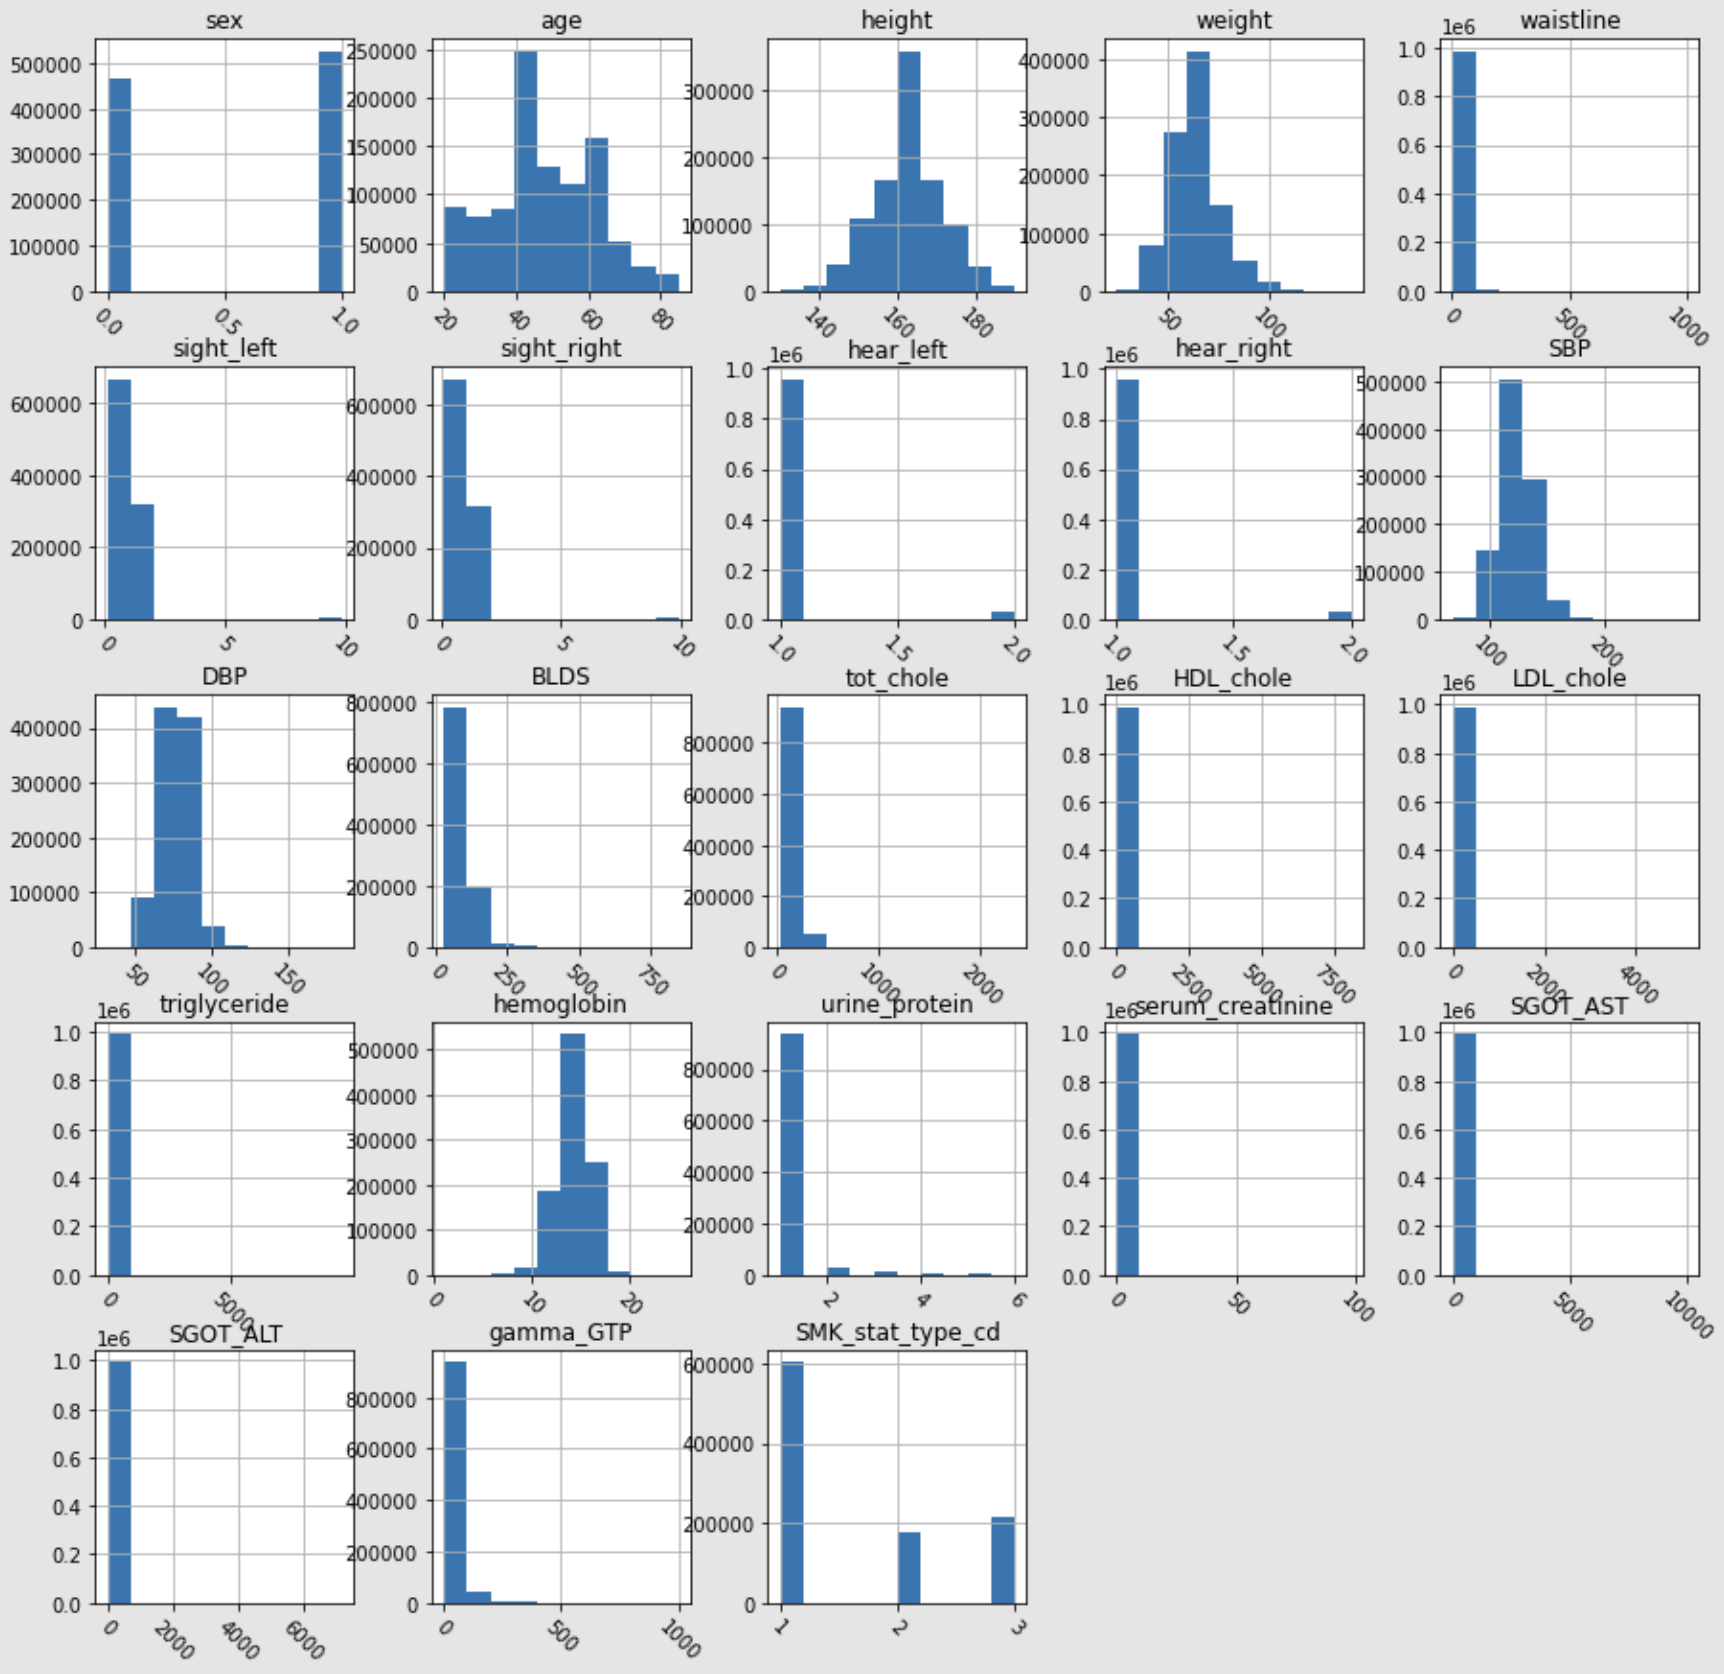 sex
500000
400000
300000
200000
100000
0
0.0 0.5 1.0
age
250000
200000
150000
100000
50000
0
20 40 60 80
height
300000
200000
100000
0
140 160 180
weight
400000
300000
200000
100000
0
50 100
waistline
1e6
1.0
0.8
0.6
0.4
0.2
0.0
0 500 1000
sight_left
600000
400000
200000
0
0 5 10
sight_right
600000
400000
200000
0
0 5 10
hear_left
1e6
1.0
0.8
0.6
0.4
0.2
0.0
1.0 1.5 2.0
hear_right
1e6
1.0
0.8
0.6
0.4
0.2
0.0
1.0 1.5 2.0
SBP
500000
400000
300000
200000
100000
0
100 200
DBP
400000
300000
200000
100000
0
50 100 150
BLDS
800000
600000
400000
200000
0
0 250 500 750
tot_chole
800000
600000
400000
200000
0
0 1000 2000
HDL_chole
1e6
1.0
0.8
0.6
0.4
0.2
0.0
0 2500 5000 7500
LDL_chole
1e6
1.0
0.8
0.6
0.4
0.2
0.0
0 2000 4000
triglyceride
1e6
1.0
0.8
0.6
0.4
0.2
0.0
0 5000
hemoglobin
500000
400000
300000
200000
100000
0
0 10 20
urine_protein
800000
600000
400000
200000
0
2 4 6
serum_creatinine
1e6
1.0
0.8
0.6
0.4
0.2
0.0
0 50 100
SGOT_AST
1e6
1.0
0.8
0.6
0.4
0.2
0.0
0 5000 10000
SGOT_ALT
1e6
1.0
0.8
0.6
0.4
0.2
0.0
0 2000 4000 6000
gamma_GTP
800000
600000
400000
200000
0
0 500 1000
SMK_stat_type_cd
600000
400000
200000
0
1 2 3